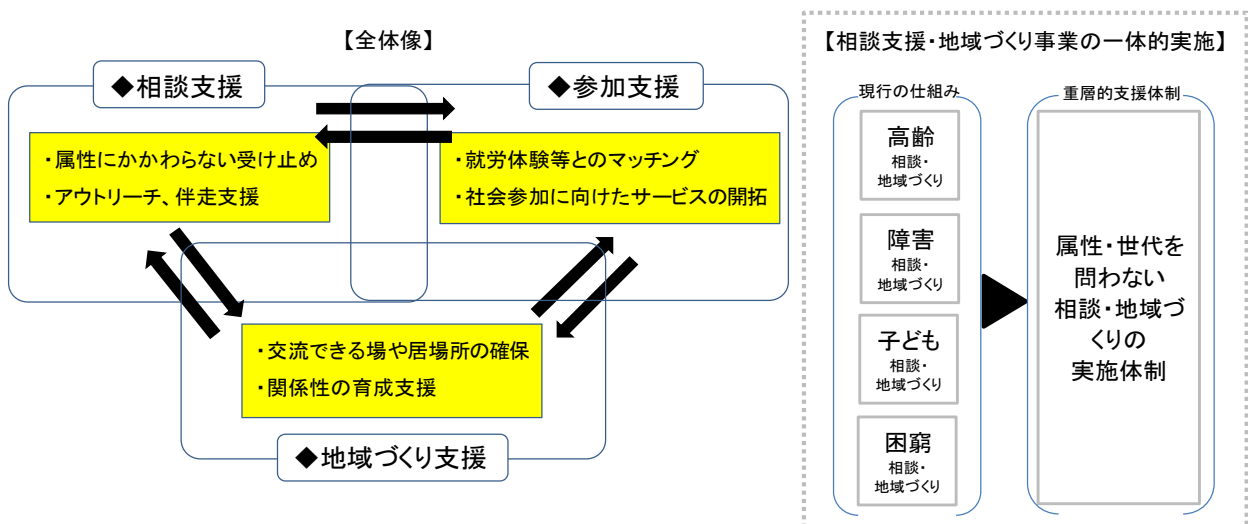 【全体像】
◆相談支援
◆参加支援
・属性にかかわらない受け止め
・アウトリーチ、伴走支援
・就労体験等とのマッチング
・社会参加に向けたサービスの開拓
・交流できる場や居場所の確保
・関係性の育成支援
◆地域づくり支援
【相談支援・地域づくり事業の一体的実施】
現行の仕組み
高齢
相談・
地域づくり
障害
相談・
地域づくり
子ども
相談・
地域づくり
困窮
相談・
地域づくり
重層的支援体制
属性・世代を
問わない
相談・地域づ
くりの
実施体制